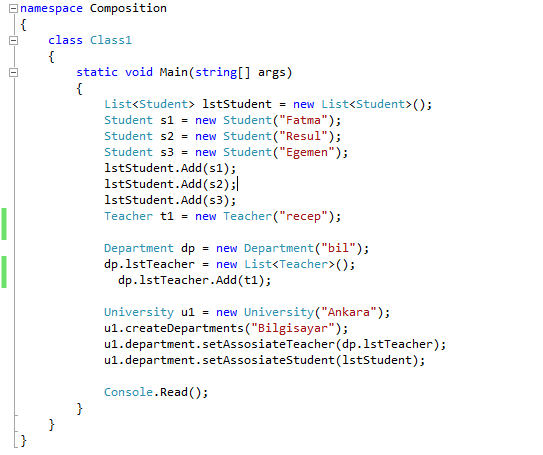 namespace Composition
{
class Class1
{
static void Main(string[] args)
{
List<Student> lstStudent = new List<Student>();
Student s1 = new Student("Fatma");
Student s2 = new Student("Resul");
Student s3 = new Student("Egemen");
lstStudent.Add(s1);
lstStudent.Add(s2);
lstStudent.Add(s3);
Teacher t1 = new Teacher("recep");
Department dp = new Department("bil");
dp.lstTeacher = new List<Teacher>();
dp.lstTeacher.Add(t1);
University u1 = new University("Ankara");
u1.createDepartments("Bilgisayar");
u1.department.setAssosiateTeacher(dp.lstTeacher);
u1.department.setAssosiateStudent(lstStudent);
Console.Read();
}
}
}